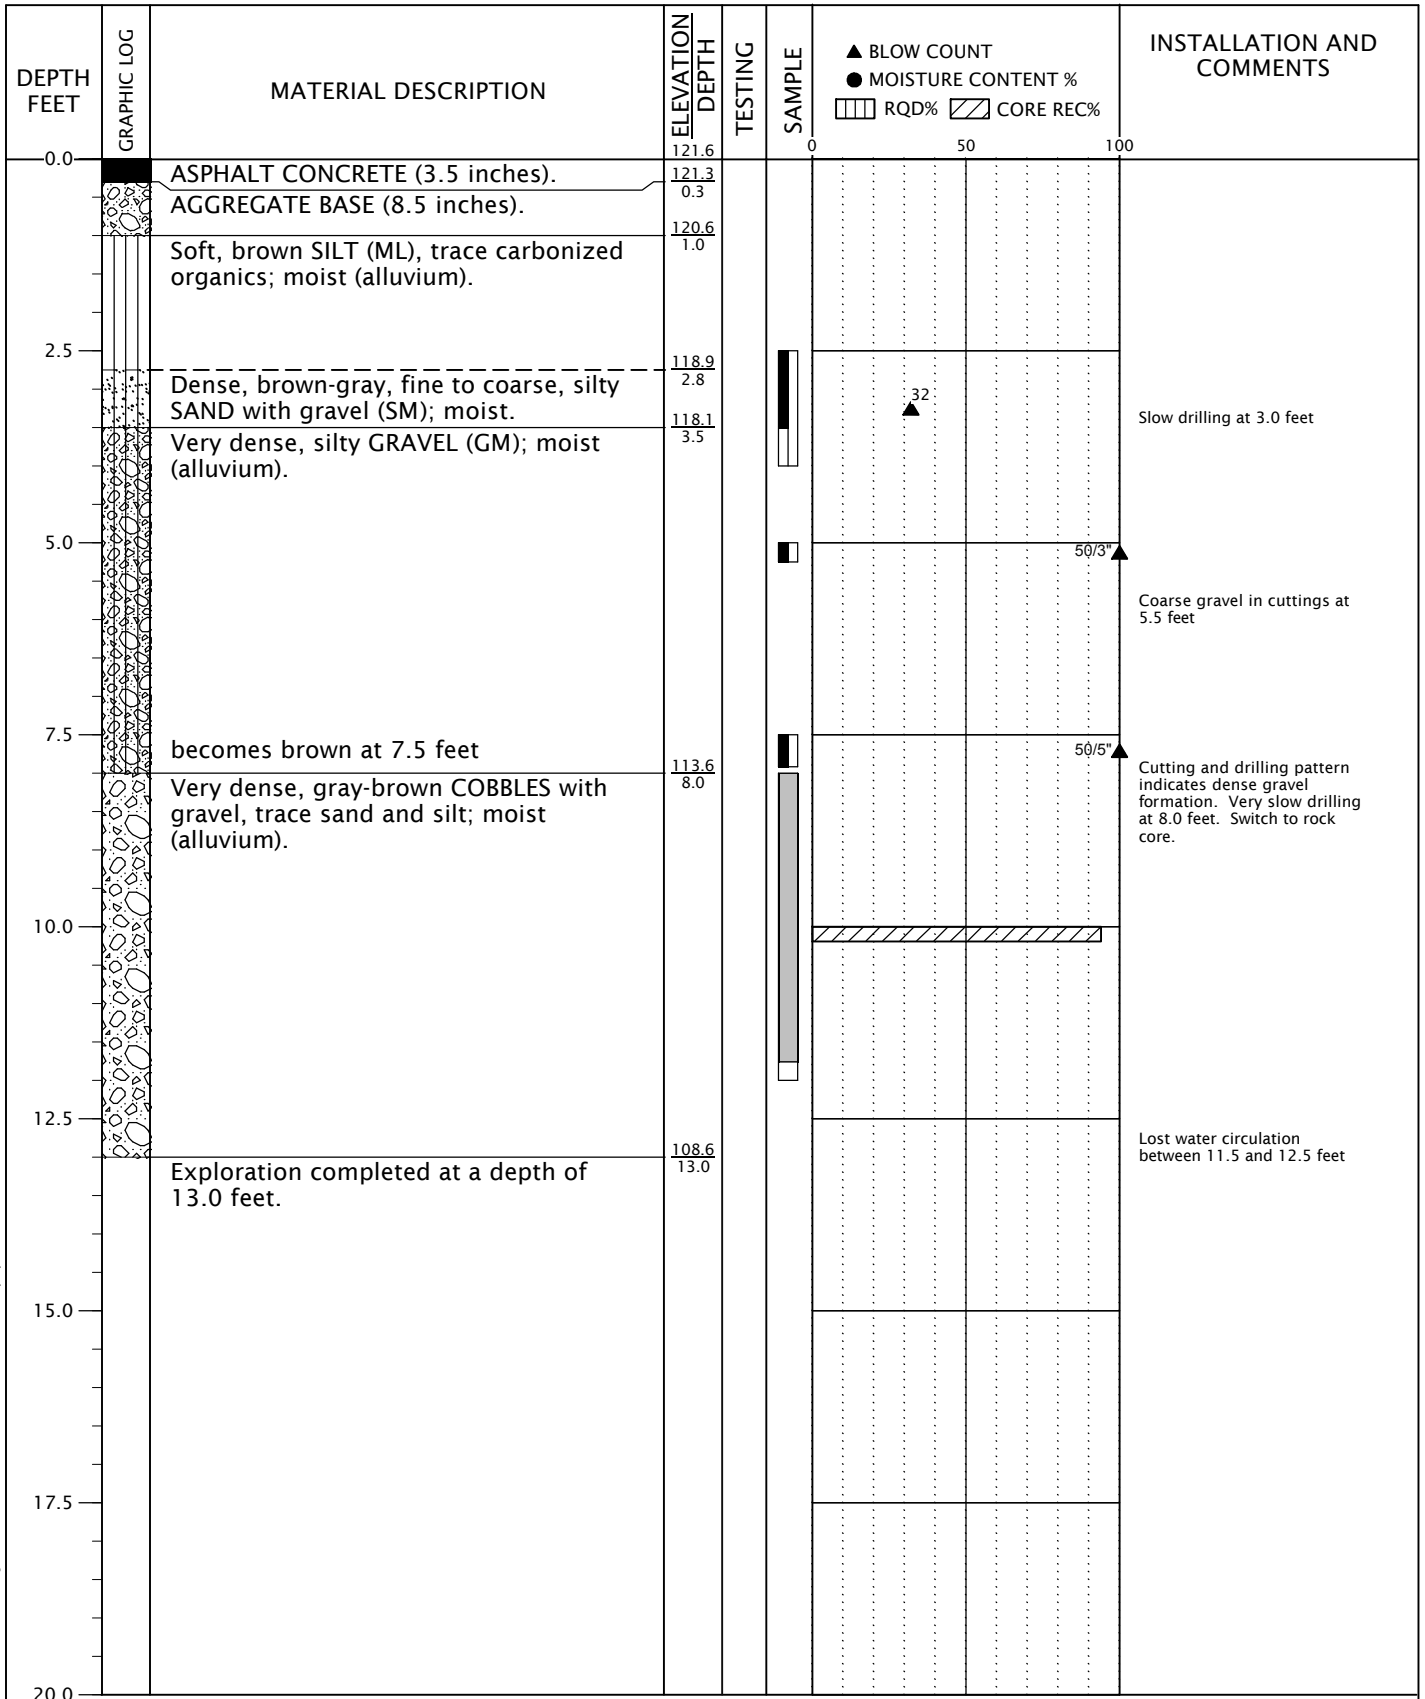 DEPTH
FEET
GRAPHIC LOG
MATERIAL DESCRIPTION
ELEVATION
DEPTH
TESTING
SAMPLE
▲ BLOW COUNT
● MOISTURE CONTENT %
RQD% CORE REC%
INSTALLATION AND
COMMENTS
0 50 100
0.0
121.6
ASPHALT CONCRETE (3.5 inches).
121.3
0.3
AGGREGATE BASE (8.5 inches).
120.6
1.0
Soft, brown SILT (ML), trace carbonized
organics; moist (alluvium).
2.5
118.9
2.8
Dense, brown-gray, fine to coarse, silty
SAND with gravel (SM); moist.
32
Slow drilling at 3.0 feet
118.1
3.5
Very dense, silty GRAVEL (GM); moist
(alluvium).
5.0
50/3"
Coarse gravel in cuttings at
5.5 feet
7.5
becomes brown at 7.5 feet
50/5"
113.6
8.0
Very dense, gray-brown COBBLES with
gravel, trace sand and silt; moist
(alluvium).
Cutting and drilling pattern
indicates dense gravel
formation. Very slow drilling
at 8.0 feet. Switch to rock
core.
10.0
12.5
Lost water circulation
between 11.5 and 12.5 feet
108.6
13.0
Exploration completed at a depth of
13.0 feet.
15.0
17.5
20.0